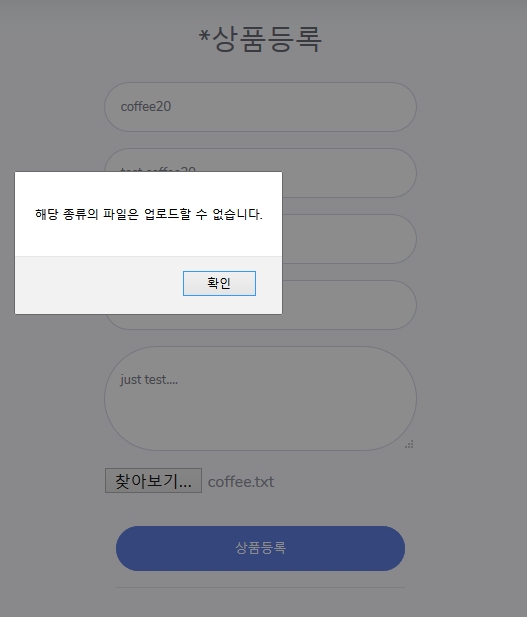 *상품등록
coffee20
test coffee20
해당 종류의 파일은 업로드할 수 없습니다.
확인
just test....
찾아보기... coffee.txt
상품등록